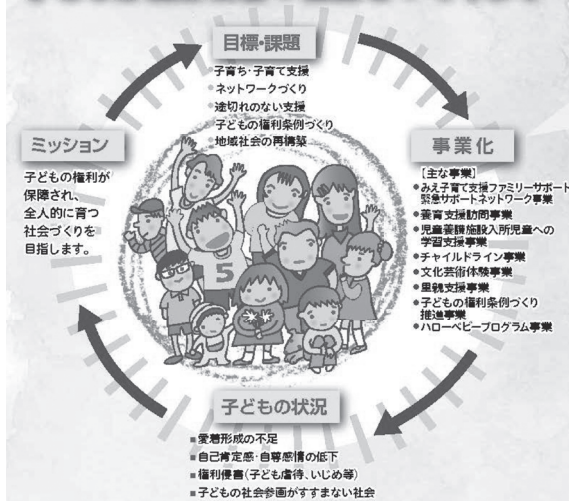 目標・課題
子育ち・子育て支援
ネットワークづくり
途切れのない支援
子どもの権利条例づくり
地域社会の再構築
ミッション
子どもの権利が
保障され、
全人的に育つ
社会づくりを
目指します。
事業化
【主な事業】
●みえ子育て支援ファミリーサポート
緊急サポートネットワーク事業
●養育支援訪問事業
●児童養護施設入所児童への
学習支援事業
●チャイルドライン事業
●文化芸術体験事業
●里親支援事業
●子どもの権利条例づくり
推進事業
●ハローベビープログラム事業
5
子どもの状況
■愛着形成の不足
■自己肯定感・自尊感情の低下
■権利侵害(子ども虐待、いじめ等)
■子どもの社会参画がすすまない社会